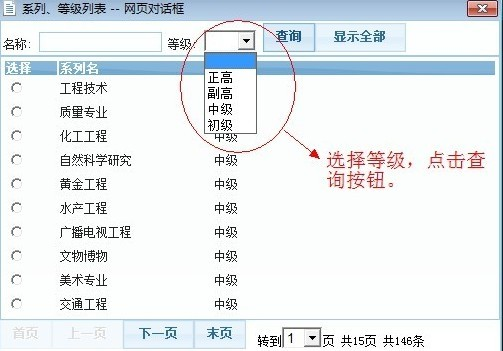 系列、等级列表 -- 网页对话框
名称: 等级: 查询 显示全部
选择 系列名
正高
副高
中级
初级
工程技术
质量专业
化工工程 中级
自然科学研究 中级
黄金工程 中级
水产工程 中级
广播电视工程 中级
文物博物 中级
美术专业 中级
交通工程 中级
选择等级，点击查
询按钮。
首页 上一页 下一页 末页 转到 1 页 共15页 共146条